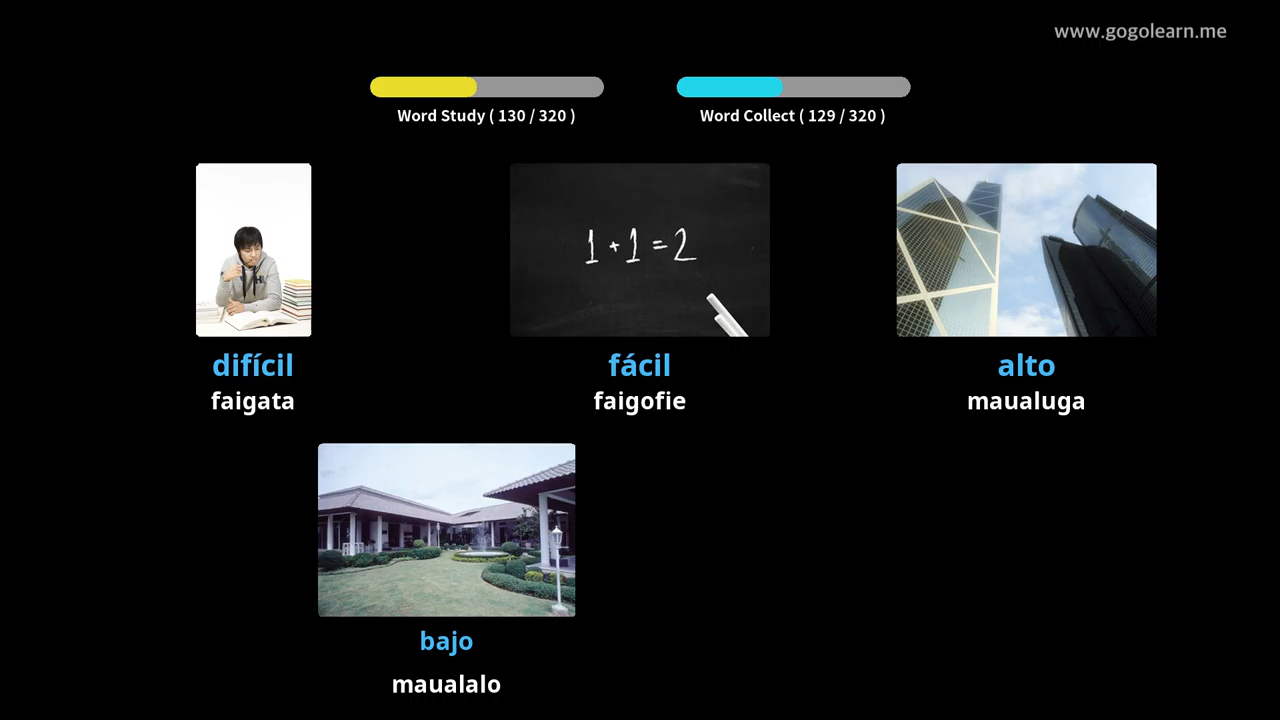 www.gogolearn.me
Word Study ( 130 / 320 )
Word Collect ( 129 / 320 )
1 + 1 = 2
difícil
faigata
fácil
faigofie
alto
maualuga
bajo
maualalo